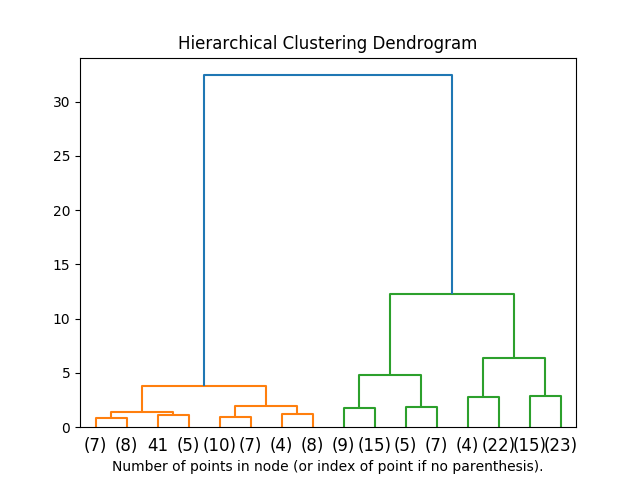 Hierarchical Clustering Dendrogram
30
25
20
15
10
5
0
(7) (8) 41 (5) (10) (7) (4) (8) (9) (15) (5) (7) (4) (22) (15) (23)
Number of points in node (or index of point if no parenthesis).